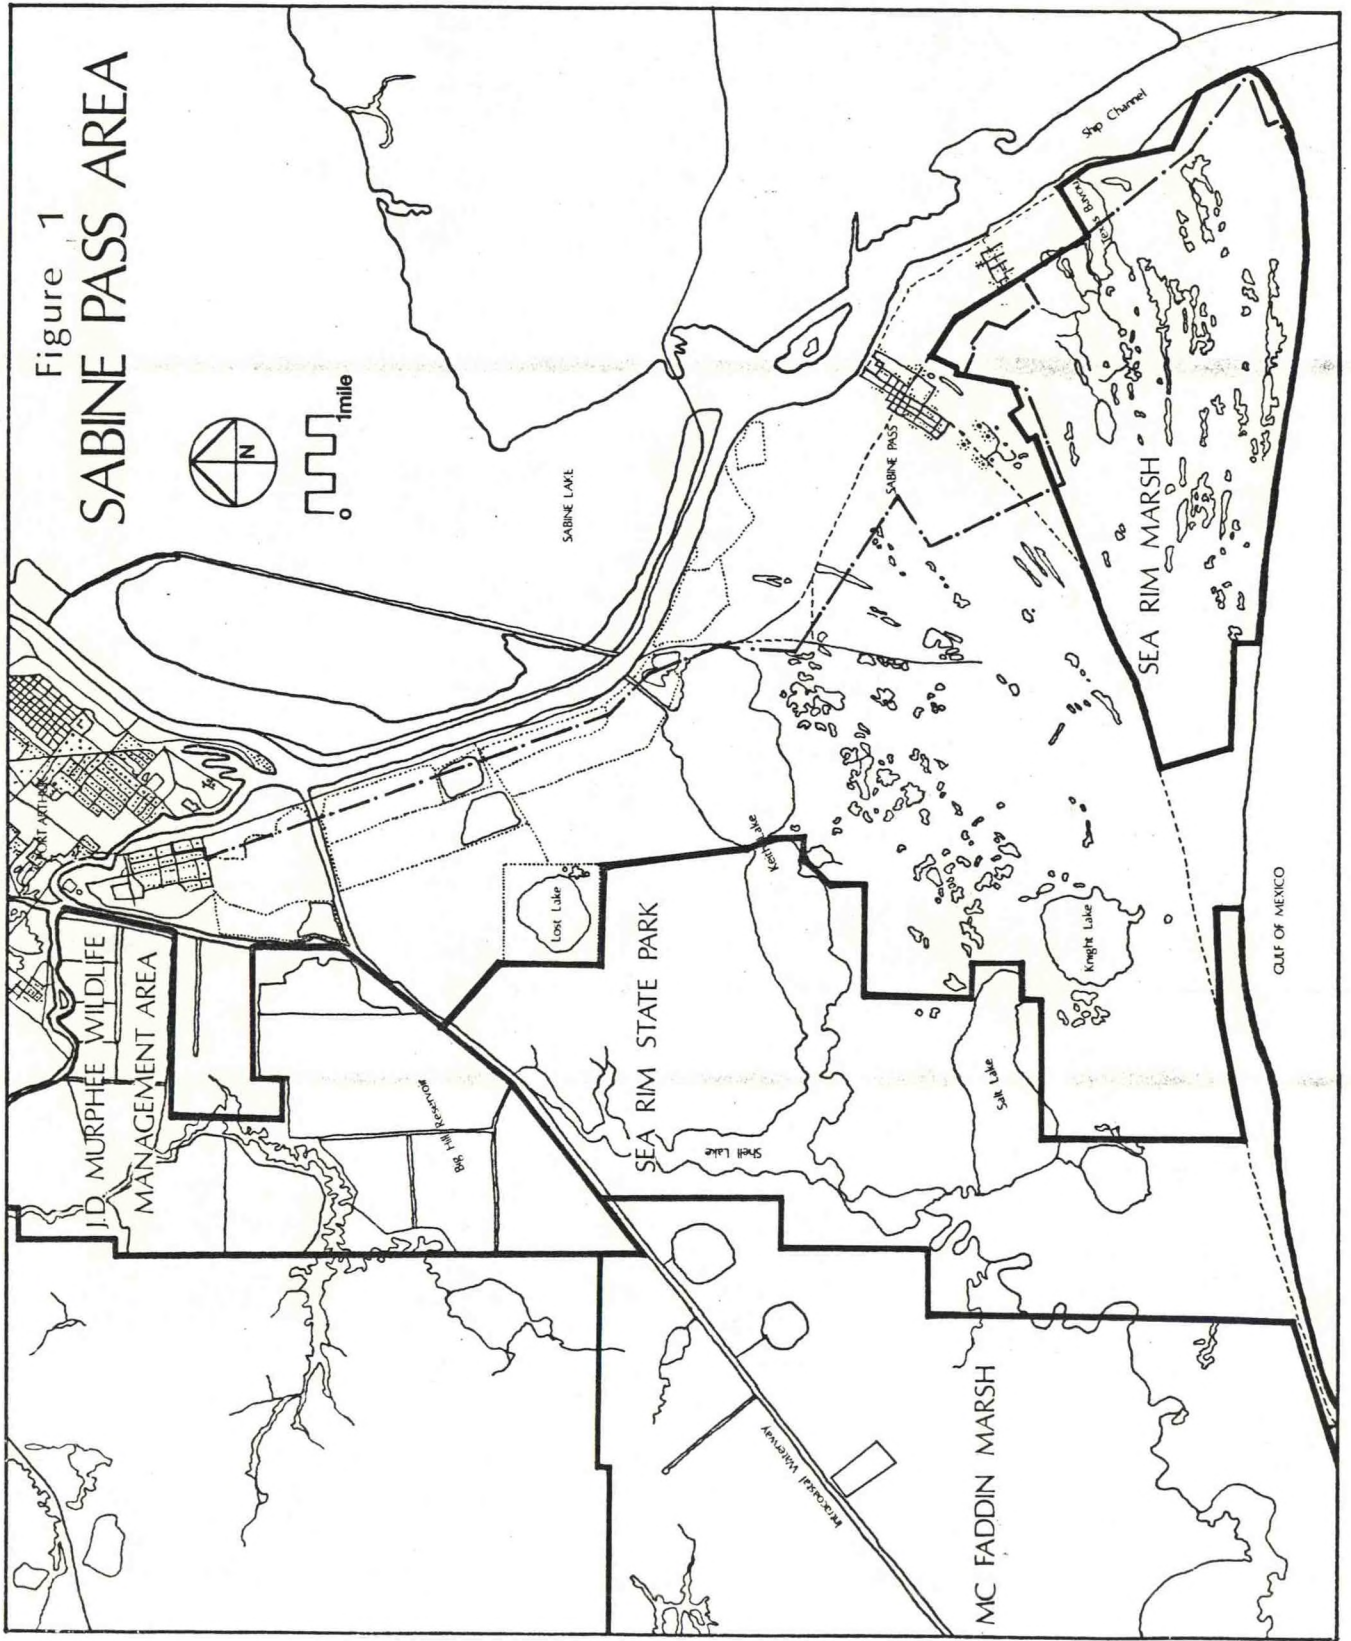 Figure 1
SABINE PASS AREA
N
0 1mile
SABINE LAKE
Ship Channel
Texas Bayou
SABINE PASS
SEA RIM MARSH
PORT ARTHUR
J.D. MURPHEE WILDLIFE
MANAGEMENT AREA
Lost Lake
Keith Lake
SEA RIM STATE PARK
Knight Lake
GULF OF MEXICO
Big Hill Reservoir
Shell Lake
Salt Lake
Intracoastal Waterway
MC FADDIN MARSH